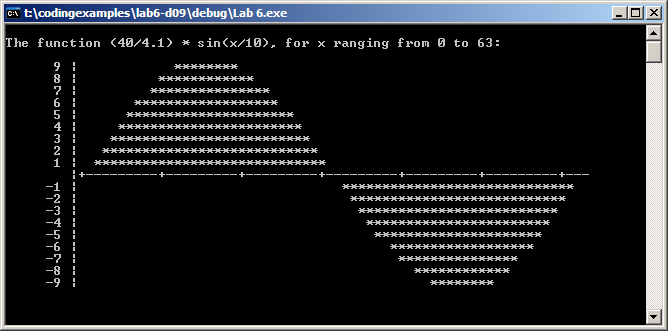 t:\codingexamples\lab6-d09\debug\Lab 6.exe
The function (40/4.1) * sin(x/10), for x ranging from 0 to 63:
 9 ¦            ********
 8 ¦          ************
 7 ¦         ***************
 6 ¦       ******************
 5 ¦      *********************
 4 ¦     ***********************
 3 ¦    *************************
 2 ¦   ***************************
 1 ¦  *****************************
   ¦+---------+---------+---------+---------+---------+---------+---
-1 ¦                                 *****************************
-2 ¦                                  ***************************
-3 ¦                                   *************************
-4 ¦                                    ***********************
-5 ¦                                     *********************
-6 ¦                                       ******************
-7 ¦                                        ***************
-8 ¦                                          ************
-9 ¦                                            ********